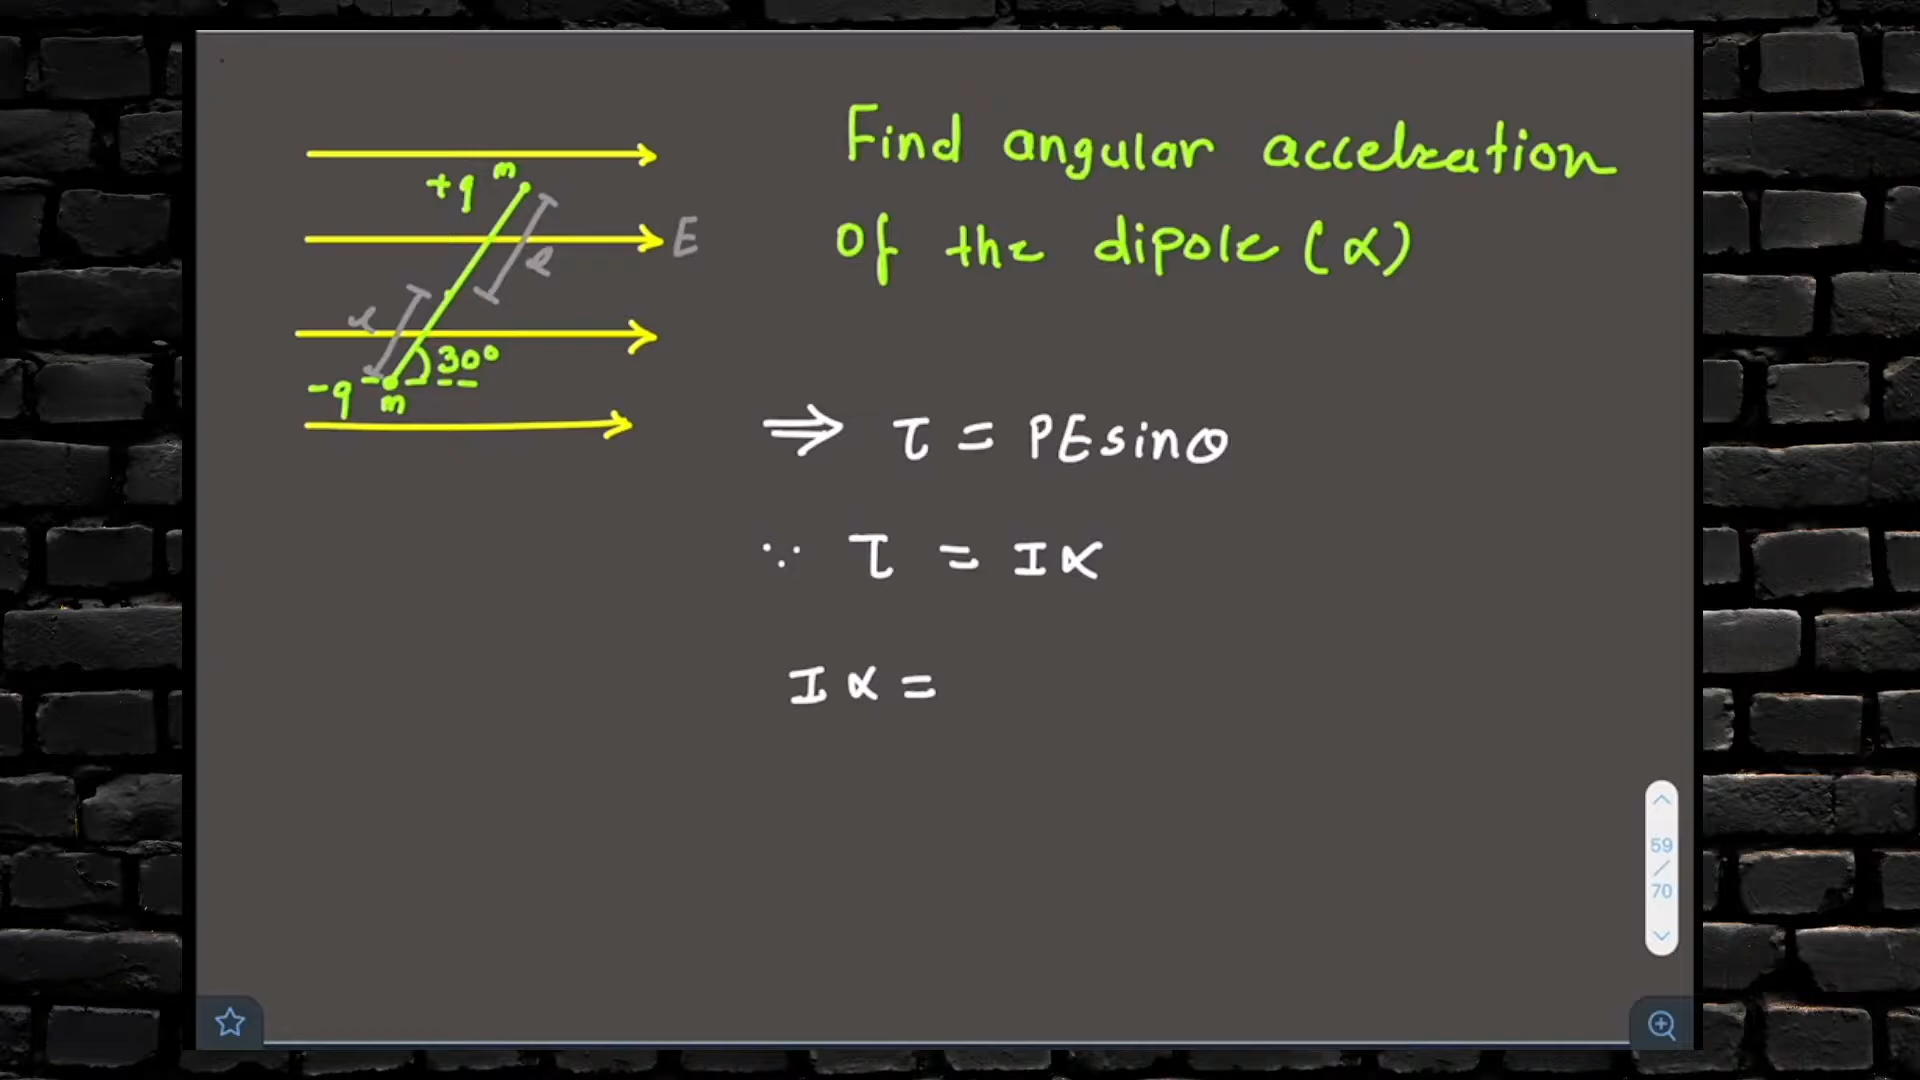 Find angular accelration
of the dipole (α)
+q m
E
l
l
30°
-q m
⇒ τ = PEsinθ
∵ τ = Iα
Iα =
59
/
70